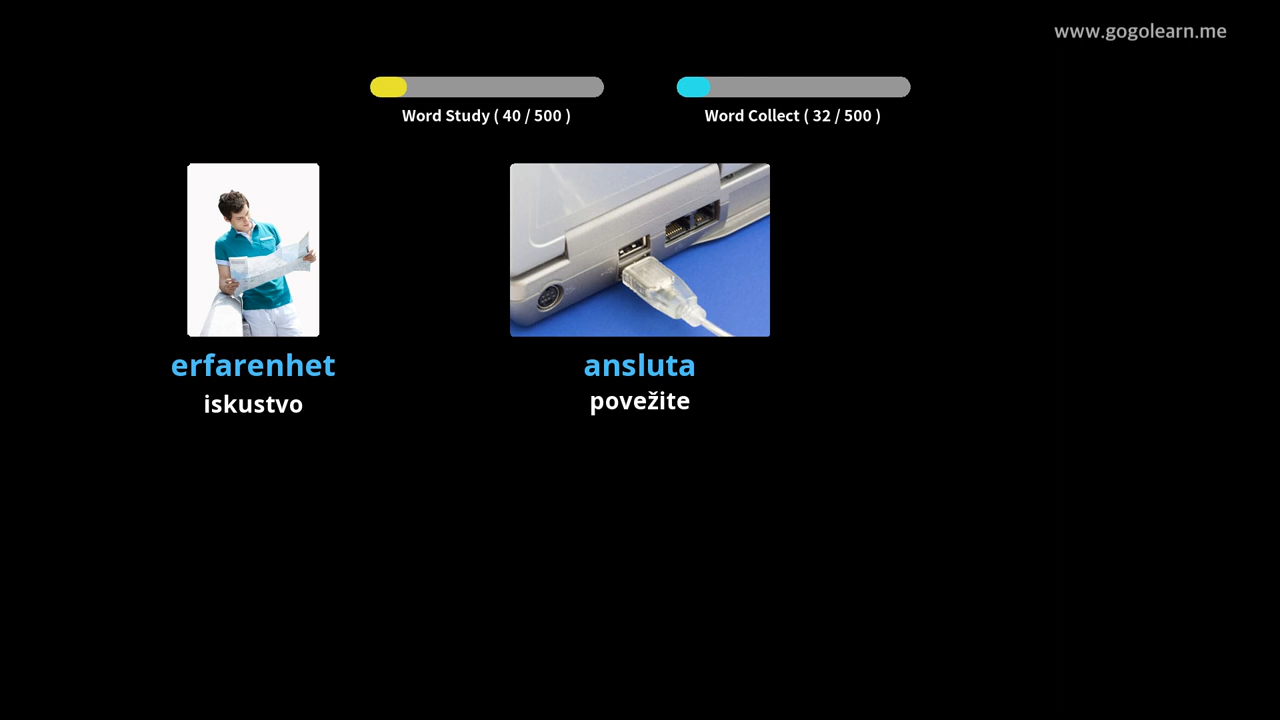 www.gogolearn.me
Word Study ( 40 / 500 )
Word Collect ( 32 / 500 )
erfarenhet
iskustvo
ansluta
povežite